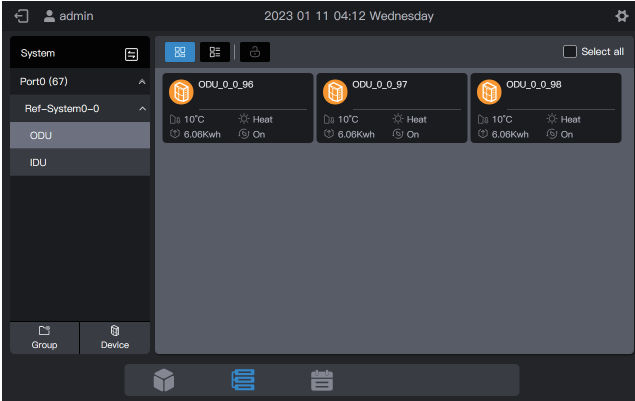 admin
2023 01 11 04:12 Wednesday
System
Select all
Port0 (67)
Ref-System0-0
ODU
IDU
ODU_0_0_96
10°C
Heat
6.06Kwh
On
ODU_0_0_97
10°C
Heat
6.06Kwh
On
ODU_0_0_98
10°C
Heat
6.06Kwh
On
Group
Device